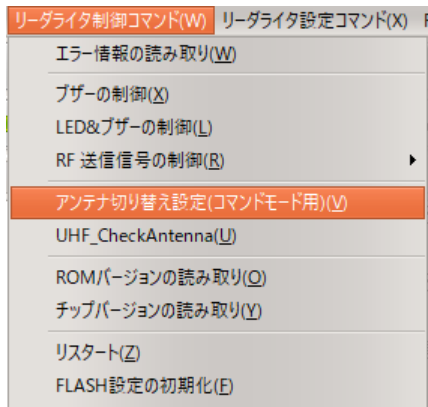 リーダライタ制御コマンド(W) リーダライタ設定コマンド(X)
エラー情報の読み取り(W)
ブザーの制御(X)
LED&ブザーの制御(L)
RF 送信信号の制御(R)
アンテナ切り替え設定(コマンドモード用)(V)
UHF_CheckAntenna(U)
ROMバージョンの読み取り(O)
チップバージョンの読み取り(Y)
リスタート(Z)
FLASH設定の初期化(F)